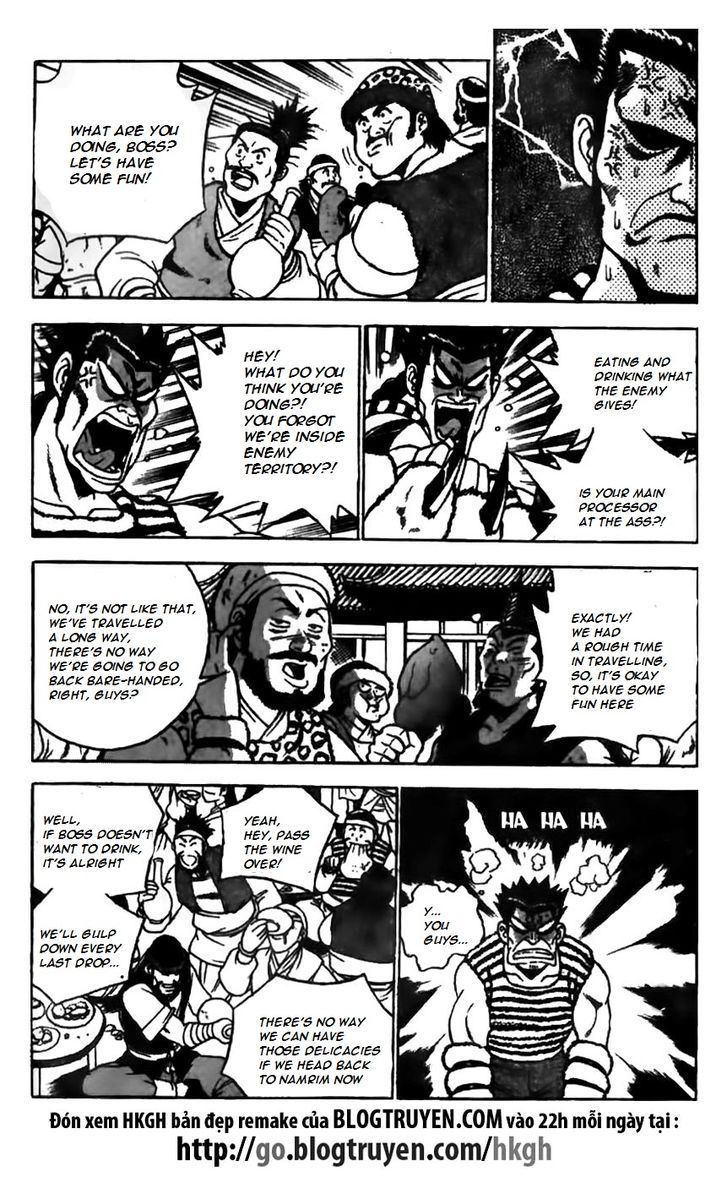 WHAT ARE YOU
DOING, BOSS?
LET'S HAVE
SOME FUN!
HEY!
WHAT DO YOU
THINK YOU'RE
DOING?!
YOU FORGOT
WE'RE INSIDE
ENEMY
TERRITORY?!
EATING AND
DRINKING WHAT
THE ENEMY
GIVES!
IS YOUR MAIN
PROCESSOR
AT THE ASS?!
NO, IT'S NOT LIKE THAT,
WE'VE TRAVELLED
A LONG WAY,
THERE'S NO WAY
WE'RE GOING TO GO
BACK BARE-HANDED,
RIGHT, GUYS?
EXACTLY!
WE HAD
A ROUGH TIME
IN TRAVELLING,
SO, IT'S OKAY
TO HAVE SOME
FUN HERE
WELL,
IF BOSS DOESN'T
WANT TO DRINK,
IT'S ALRIGHT
YEAH,
HEY, PASS
THE WINE
OVER!
WE'LL GULP
DOWN EVERY
LAST DROP...
THERE'S NO WAY
WE CAN HAVE
THOSE DELICACIES
IF WE HEAD BACK
TO NAMRIM NOW
HA HA HA
Y...
YOU
GUYS...
Đón xem HKGH bản đẹp remake của BLOGTRUYEN.COM vào 22h mỗi ngày tại :
http://go.blogtruyen.com/hkgh